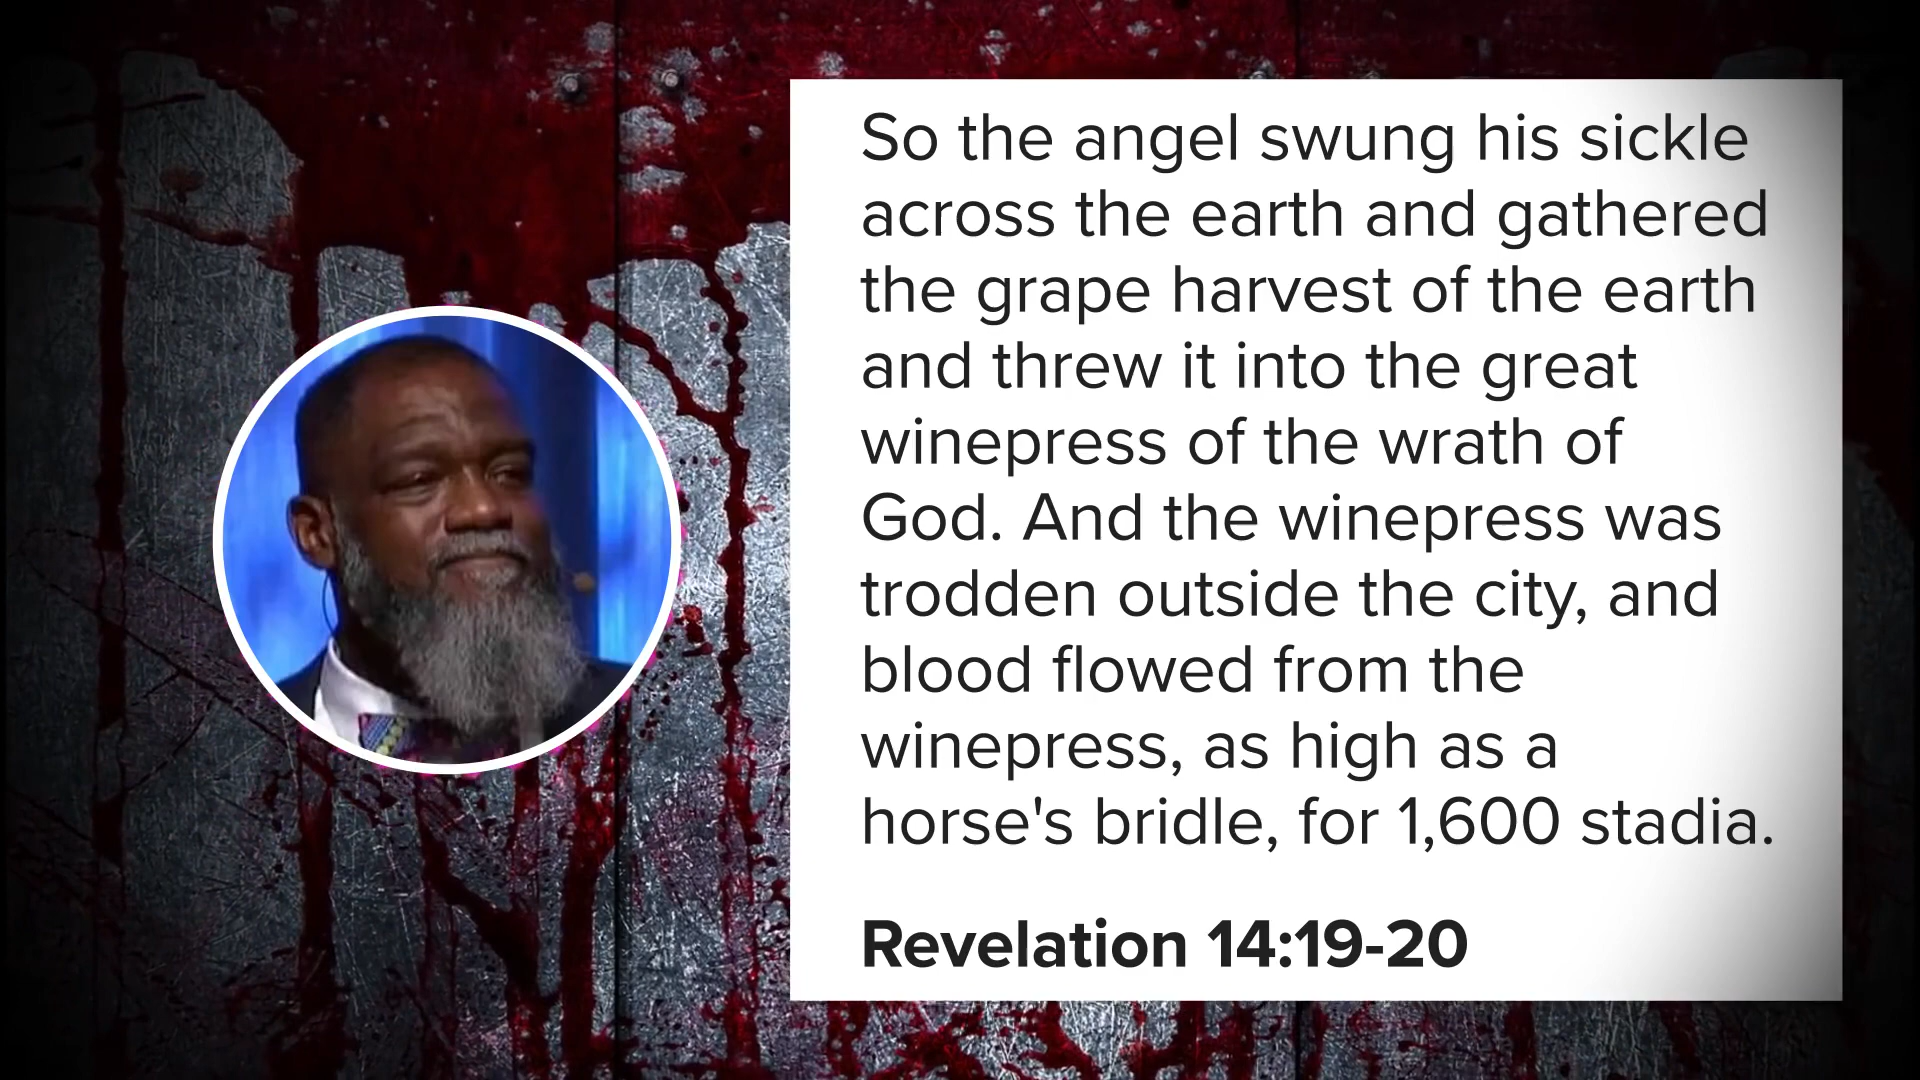 So the angel swung his sickle
across the earth and gathered
the grape harvest of the earth
and threw it into the great
winepress of the wrath of
God. And the winepress was
trodden outside the city, and
blood flowed from the
winepress, as high as a
horse's bridle, for 1,600 stadia.
Revelation 14:19-20